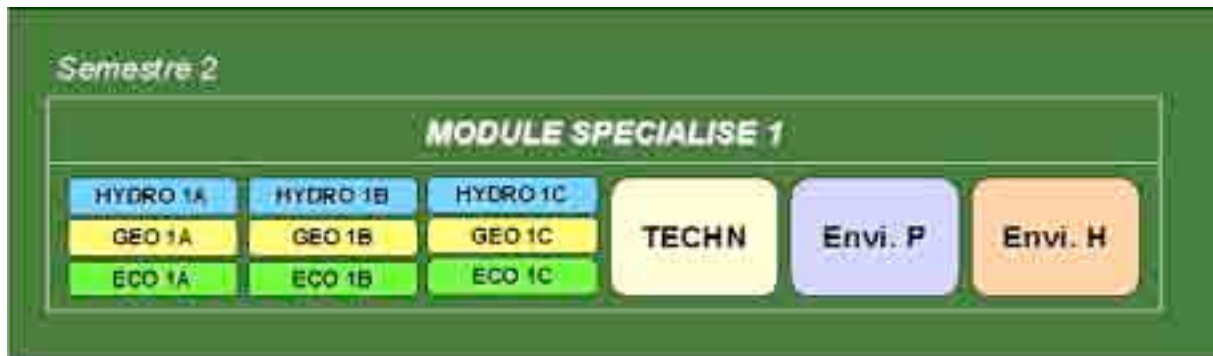 Semestre 2
MODULE SPECIALISE 1
HYDRO 1A HYDRO 1B HYDRO 1C
GEO 1A GEO 1B GEO 1C
TECHN Envi. P Envi. H
ECO 1A ECO 1B ECO 1C